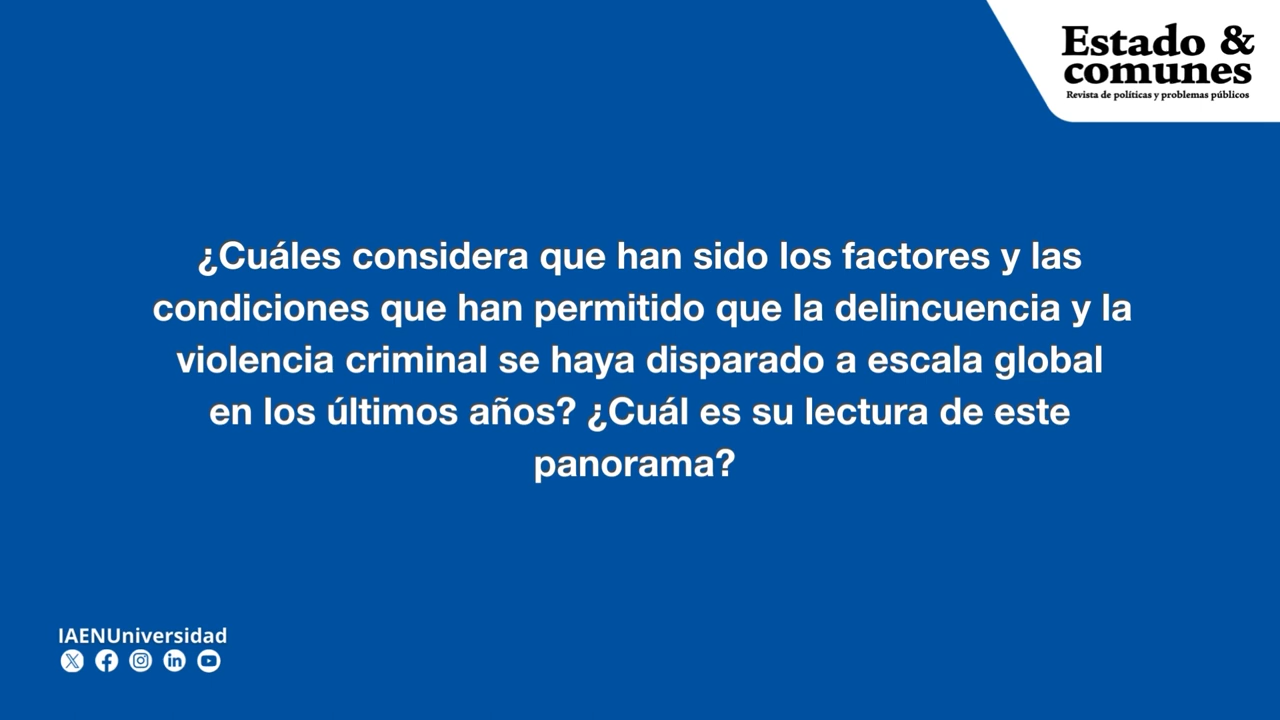 Estado &
comunes
Revista de políticas y problemas públicos
¿Cuáles considera que han sido los factores y las
condiciones que han permitido que la delincuencia y la
violencia criminal se haya disparado a escala global
en los últimos años? ¿Cuál es su lectura de este
panorama?
IAENUniversidad